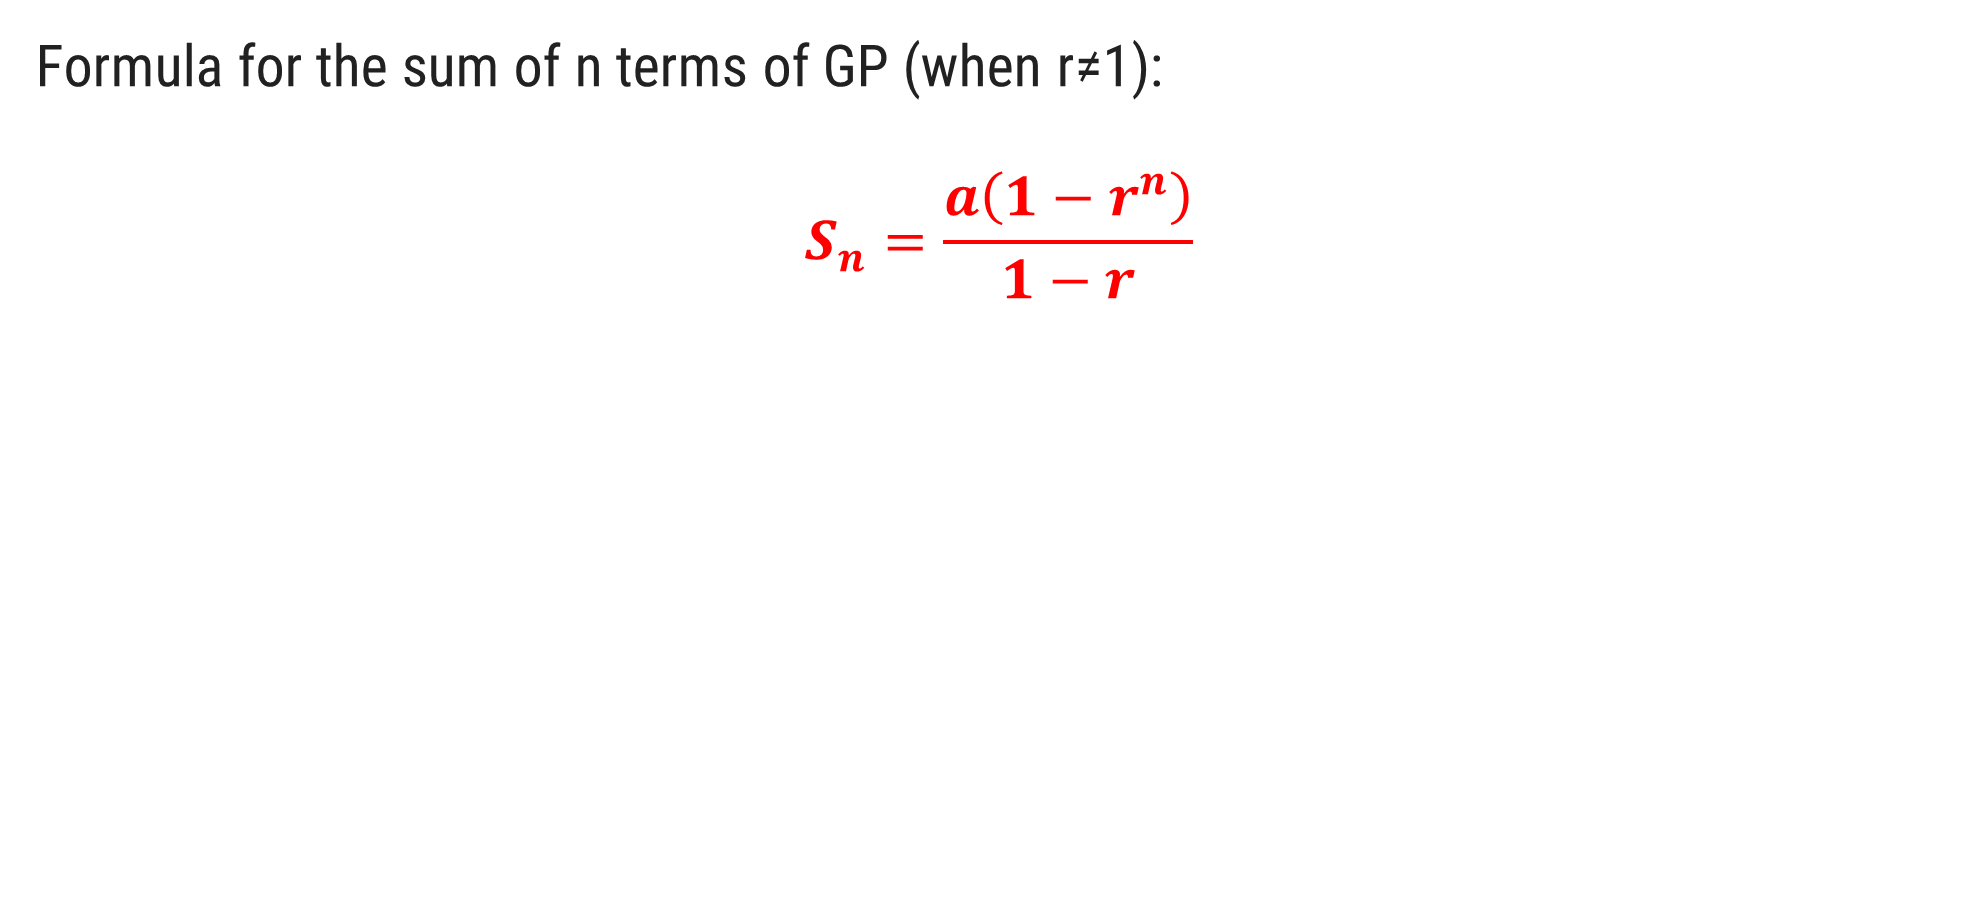 Formula for the sum of n terms of GP (when r≠1):
Sₙ = a(1 − rⁿ) / (1 − r)